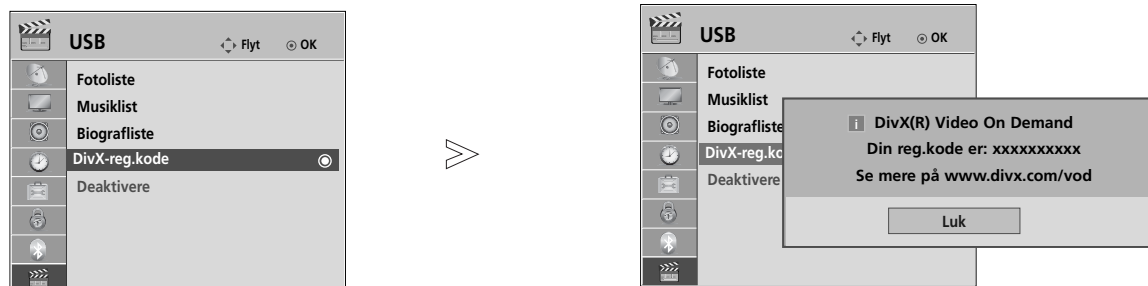 USB
Flyt
OK
Fotoliste
Musiklist
Biografliste
DivX-reg.kode
Deaktivere
USB
Flyt
OK
Fotoliste
Musiklist
Biografliste
DivX-reg.ko
Deaktivere
i DivX(R) Video On Demand
Din reg.kode er: xxxxxxxxxx
Se mere på www.divx.com/vod
Luk